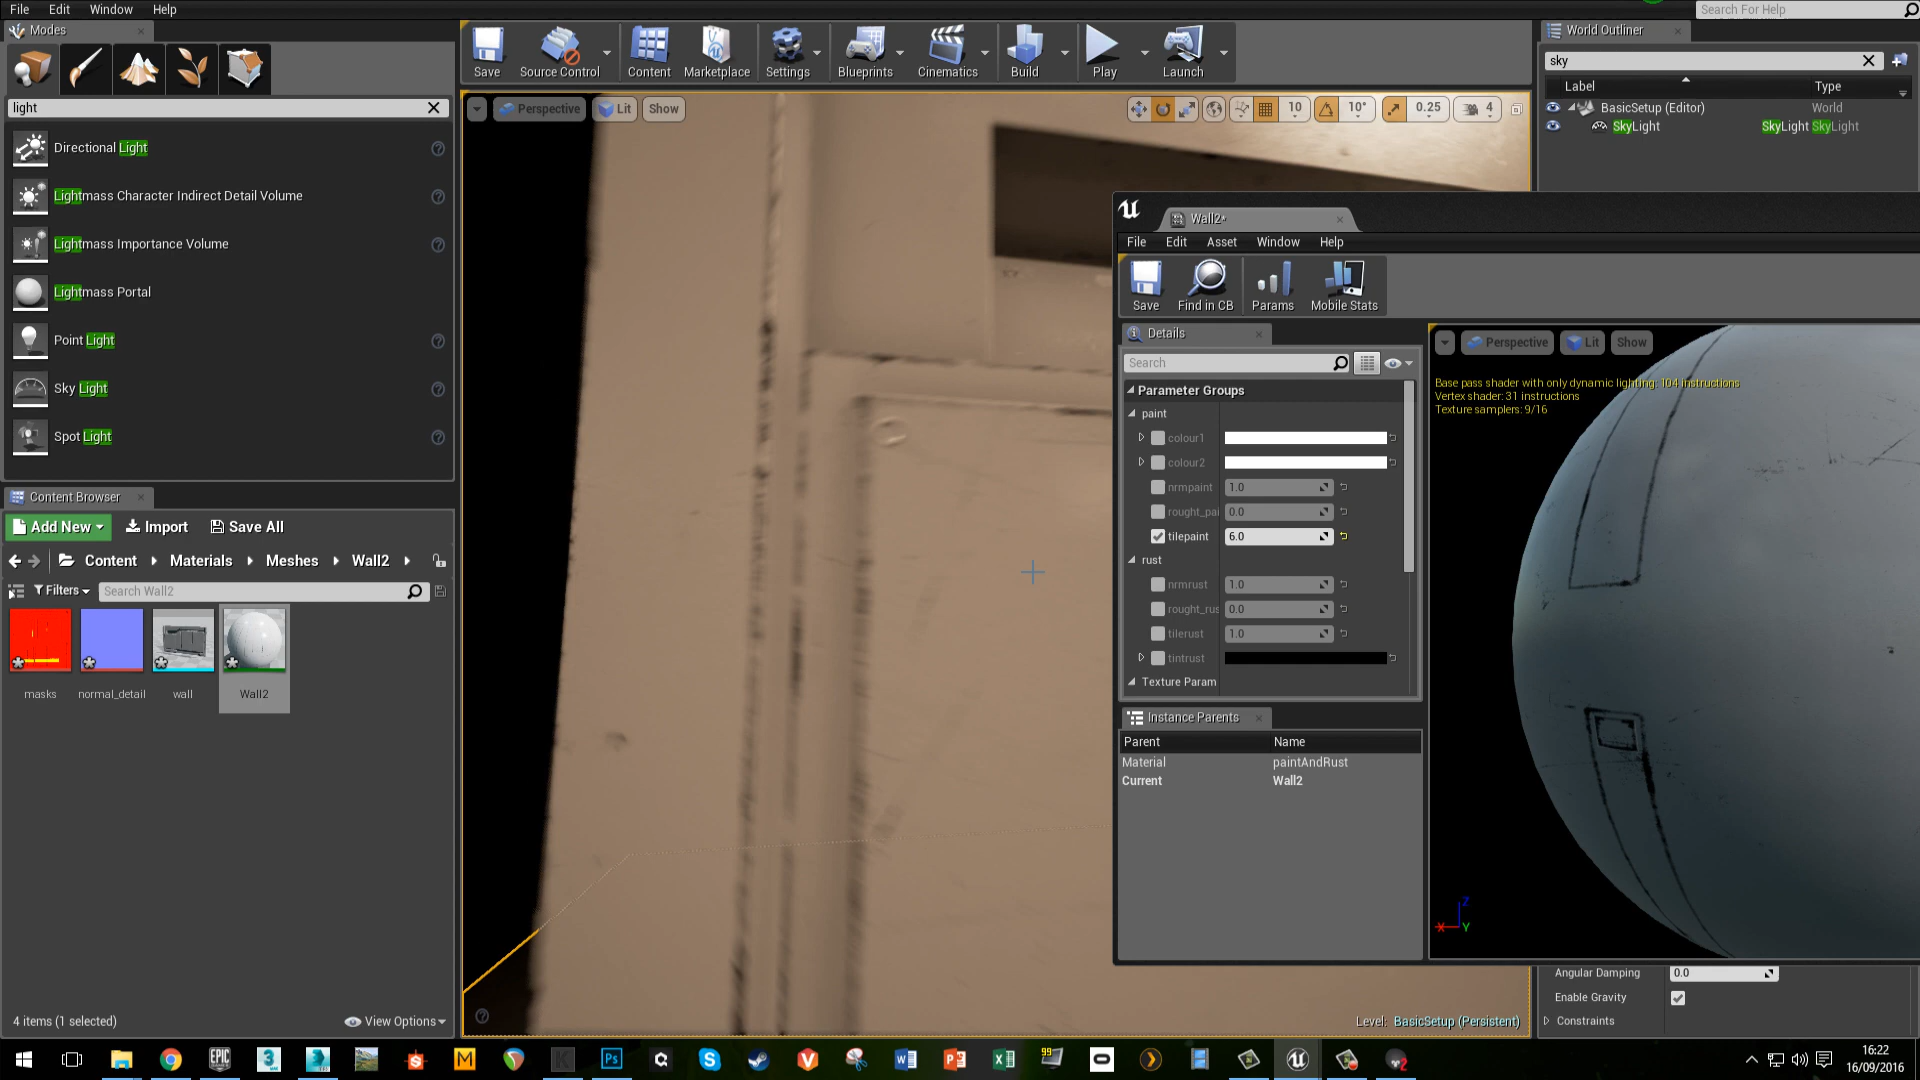 File Edit Window Help
Search For Help
Modes
light
Directional Light
Lightmass Character Indirect Detail Volume
Lightmass Importance Volume
Lightmass Portal
Point Light
Sky Light
Spot Light
Content Browser
Add New Import Save All
Content Materials Meshes Wall2
Filters Search Wall2
masks normal_detail wall Wall2
4 items (1 selected) View Options
Save Source Control Content Marketplace Settings Blueprints Cinematics Build Play Launch
Perspective Lit Show
10 10° 0.25 4
Level: BasicSetup (Persistent)
World Outliner
sky
Label Type
BasicSetup (Editor) World
SkyLight SkyLight SkyLight
Wall2*
File Edit Asset Window Help
Save Find in CB Params Mobile Stats
Details
Search
Parameter Groups
paint
colour1
colour2
nrmpaint 1.0
rought_pai 0.0
tilepaint 6.0
rust
nrmrust 1.0
rought_rus 0.0
tilerust 1.0
tintrust
Texture Param
Instance Parents
Parent Name
Material paintAndRust
Current Wall2
Perspective Lit Show
Base pass shader with only dynamic lighting: 104 instructions
Vertex shader: 31 instructions
Texture samplers: 9/16
Z
X Y
Angular Damping 0.0
Enable Gravity
Constraints
EPIC GAMES
Ps
99
16:22
16/09/2016